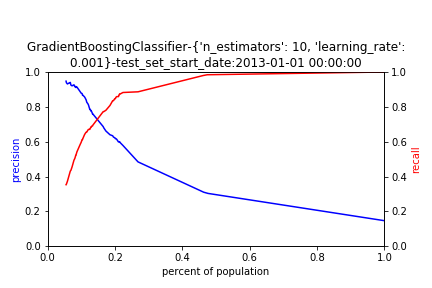 GradientBoostingClassifier-{'n_estimators': 10, 'learning_rate':
0.001}-test_set_start_date:2013-01-01 00:00:00
1.0
0.8
0.6
0.4
0.2
0.0
precision
1.0
0.8
0.6
0.4
0.2
0.0
recall
0.0 0.2 0.4 0.6 0.8 1.0
percent of population